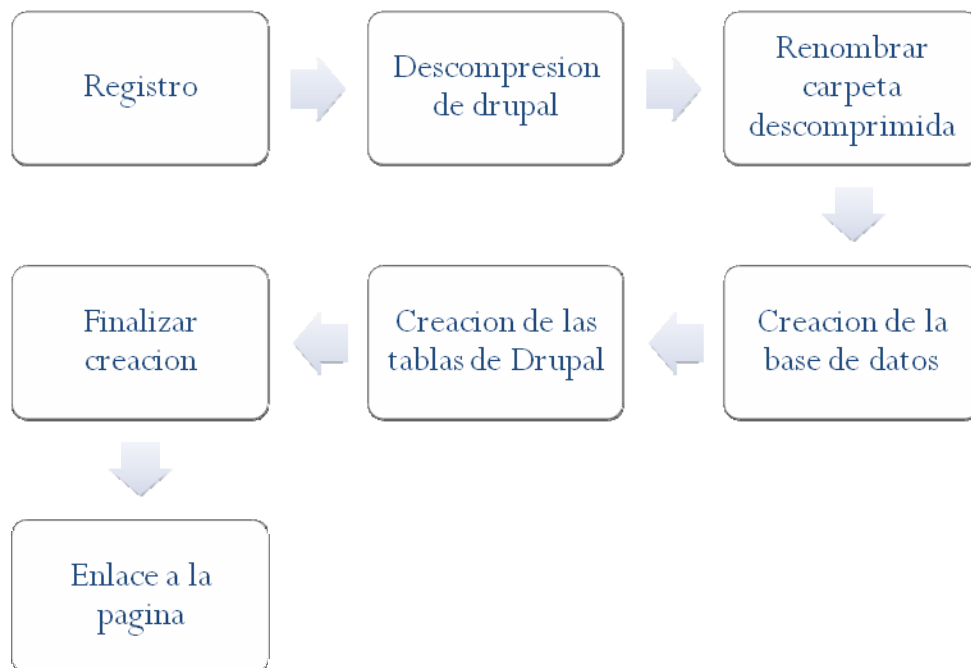 Registro
Descompresion
de drupal
Renombrar
carpeta
descomprimida
Creacion de la
base de datos
Creacion de las
tablas de Drupal
Finalizar
creacion
Enlace a la
pagina